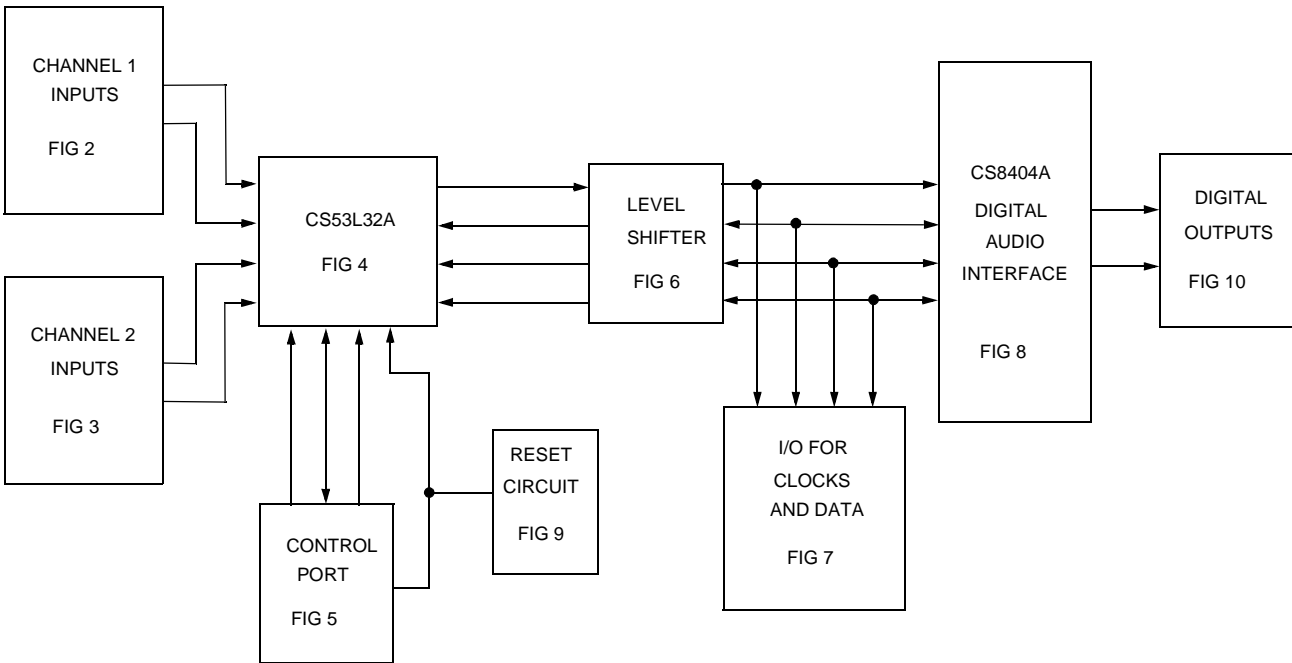 CHANNEL 1
INPUTS
FIG 2
CHANNEL 2
INPUTS
FIG 3
CS53L32A
FIG 4
CONTROL
PORT
FIG 5
RESET
CIRCUIT
FIG 9
LEVEL
SHIFTER
FIG 6
I/O FOR
CLOCKS
AND DATA
FIG 7
CS8404A
DIGITAL
AUDIO
INTERFACE
FIG 8
DIGITAL
OUTPUTS
FIG 10